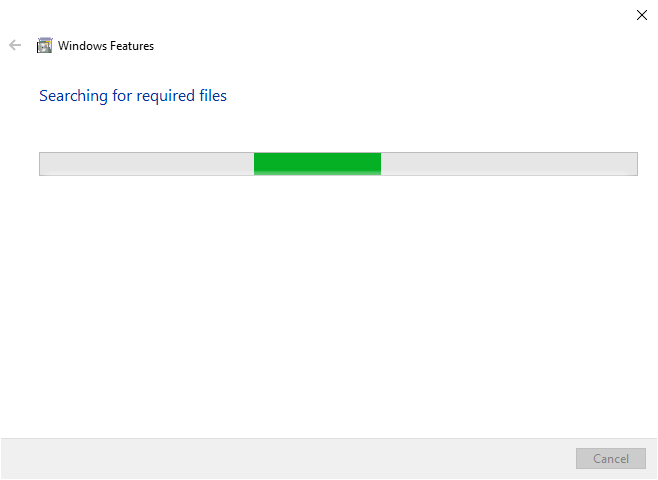 Windows Features
Searching for required files
Cancel